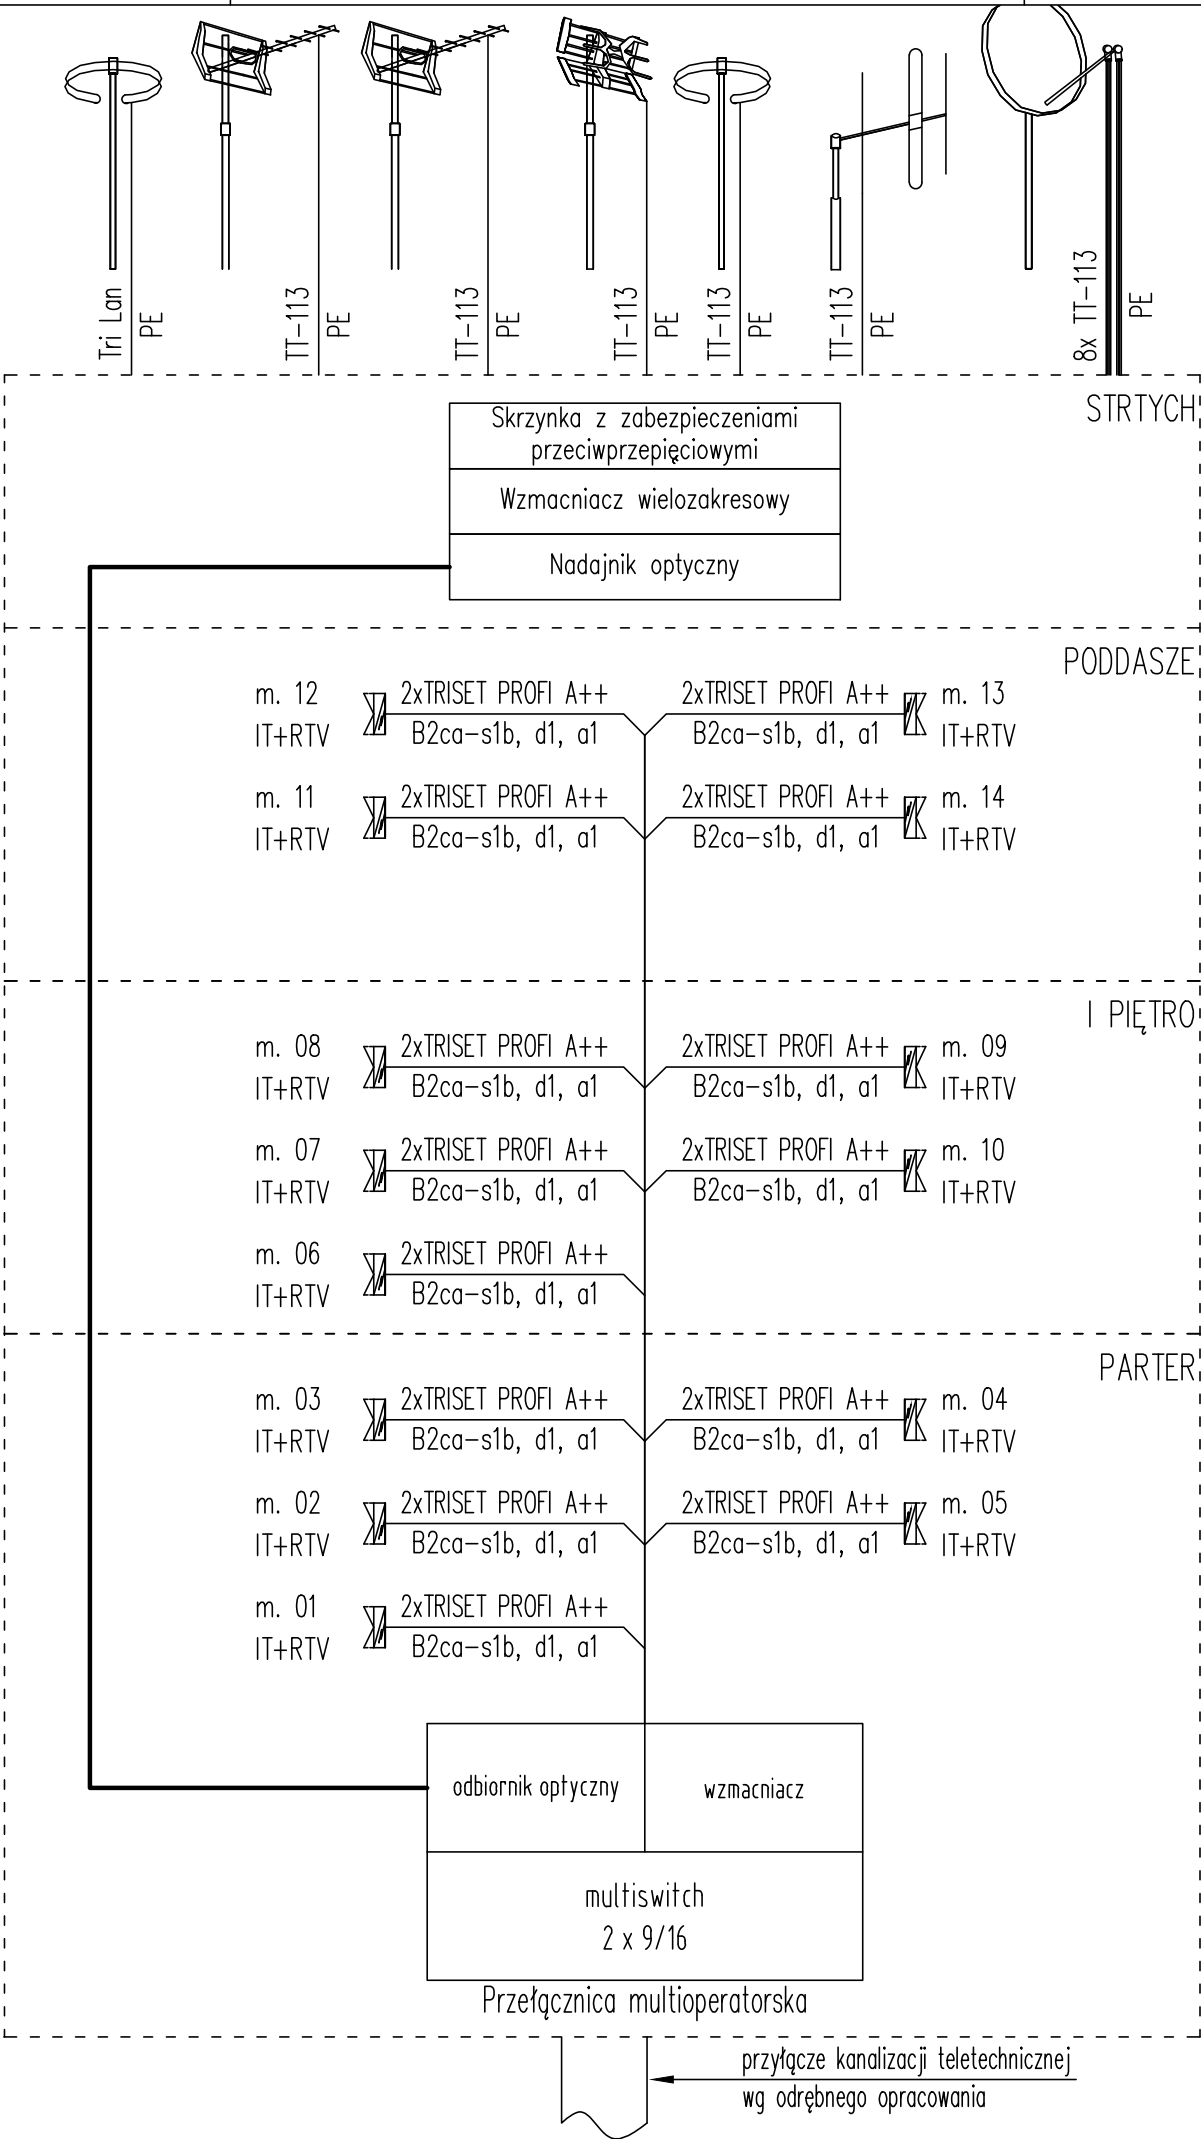 Tri Lan
PE
TT-113
PE
TT-113
PE
TT-113
PE
TT-113
PE
TT-113
PE
8x TT-113
PE
STRTYCH
Skrzynka z zabezpieczeniami
przeciwprzepięciowymi
Wzmacniacz wielozakresowy
Nadajnik optyczny
PODDASZE
m. 12
IT+RTV
2xTRISET PROFI A++
B2ca-s1b, d1, a1
2xTRISET PROFI A++
B2ca-s1b, d1, a1
m. 13
IT+RTV
m. 11
IT+RTV
2xTRISET PROFI A++
B2ca-s1b, d1, a1
2xTRISET PROFI A++
B2ca-s1b, d1, a1
m. 14
IT+RTV
I PIĘTRO
m. 08
IT+RTV
2xTRISET PROFI A++
B2ca-s1b, d1, a1
2xTRISET PROFI A++
B2ca-s1b, d1, a1
m. 09
IT+RTV
m. 07
IT+RTV
2xTRISET PROFI A++
B2ca-s1b, d1, a1
2xTRISET PROFI A++
B2ca-s1b, d1, a1
m. 10
IT+RTV
m. 06
IT+RTV
2xTRISET PROFI A++
B2ca-s1b, d1, a1
PARTER
m. 03
IT+RTV
2xTRISET PROFI A++
B2ca-s1b, d1, a1
2xTRISET PROFI A++
B2ca-s1b, d1, a1
m. 04
IT+RTV
m. 02
IT+RTV
2xTRISET PROFI A++
B2ca-s1b, d1, a1
2xTRISET PROFI A++
B2ca-s1b, d1, a1
m. 05
IT+RTV
m. 01
IT+RTV
2xTRISET PROFI A++
B2ca-s1b, d1, a1
odbiornik optyczny
wzmacniacz
multiswitch
2 x 9/16
Przełącznica multioperatorska
przyłącze kanalizacji teletechnicznej
wg odrębnego opracowania